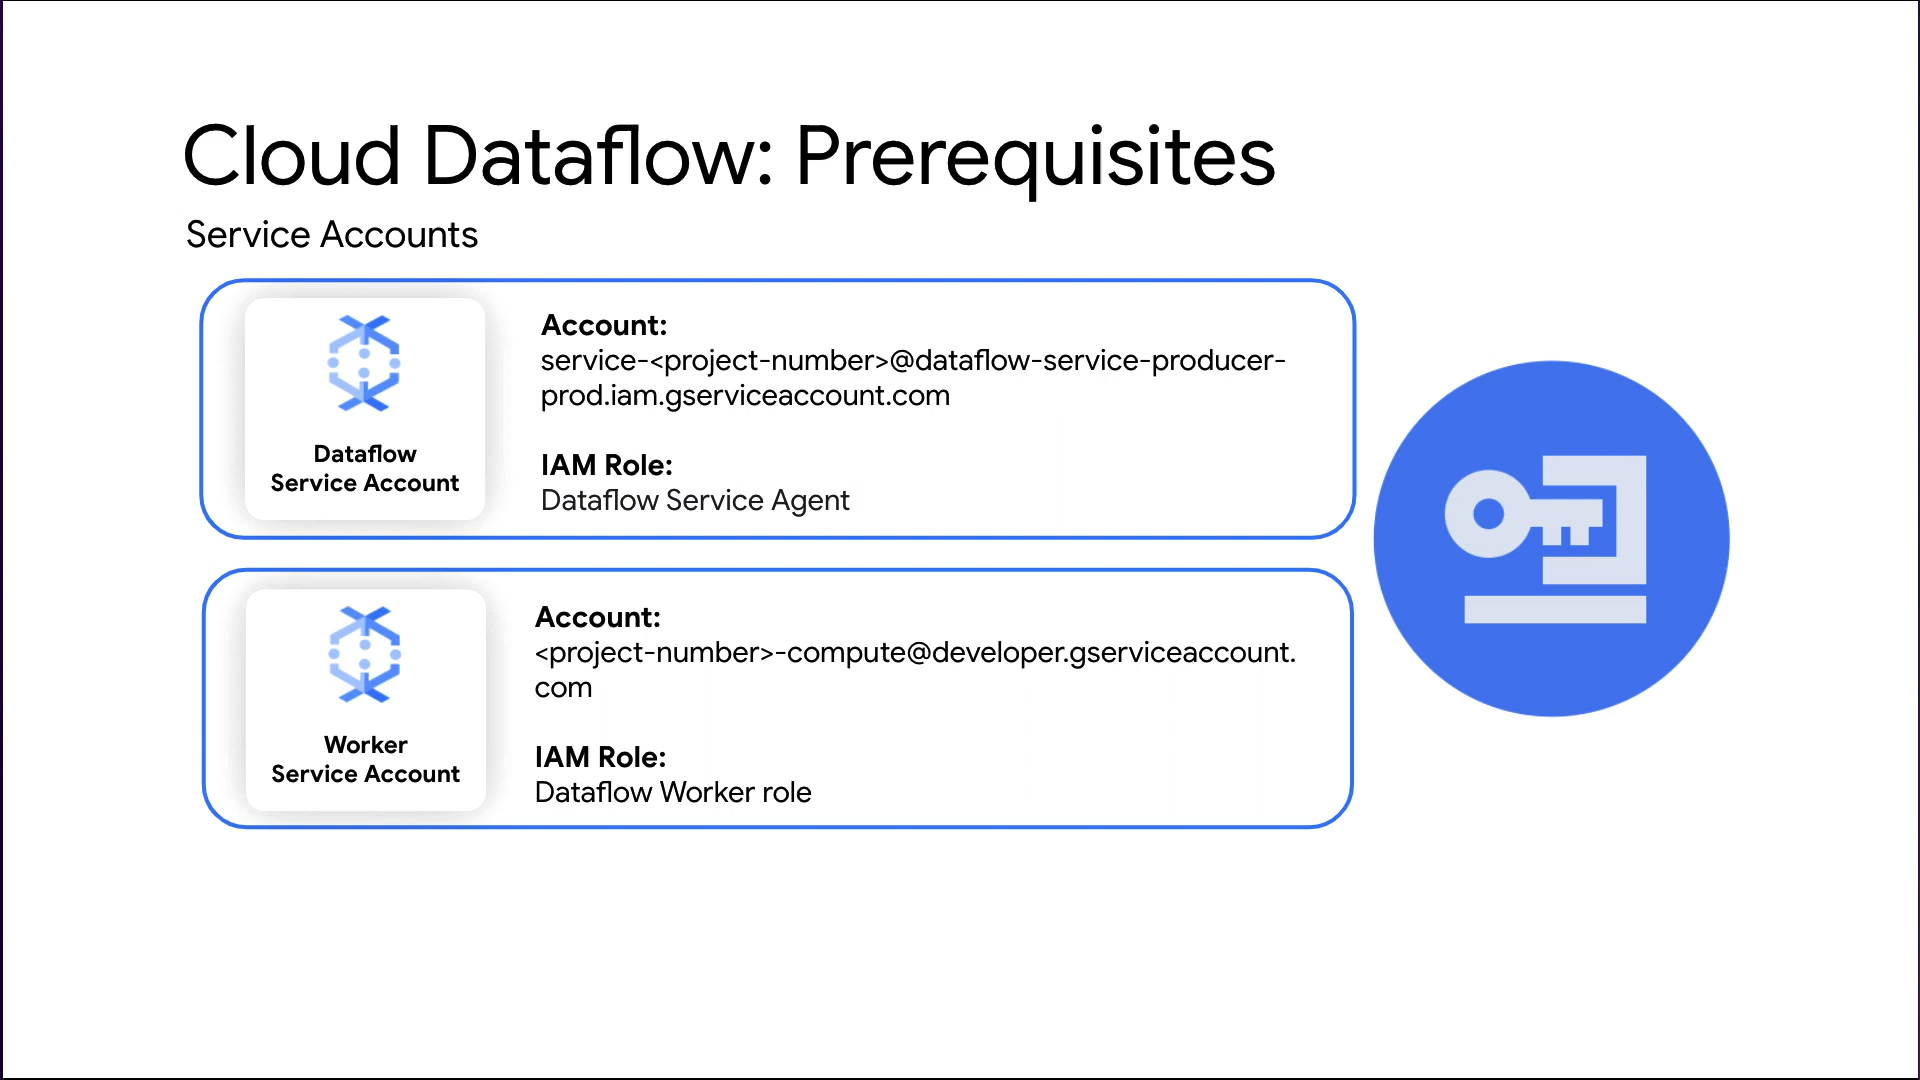 Cloud Dataflow: Prerequisites
Service Accounts
Dataflow
Service Account
Account:
service-<project-number>@dataflow-service-producer-
prod.iam.gserviceaccount.com
IAM Role:
Dataflow Service Agent
Worker
Service Account
Account:
<project-number>-compute@developer.gserviceaccount.
com
IAM Role:
Dataflow Worker role